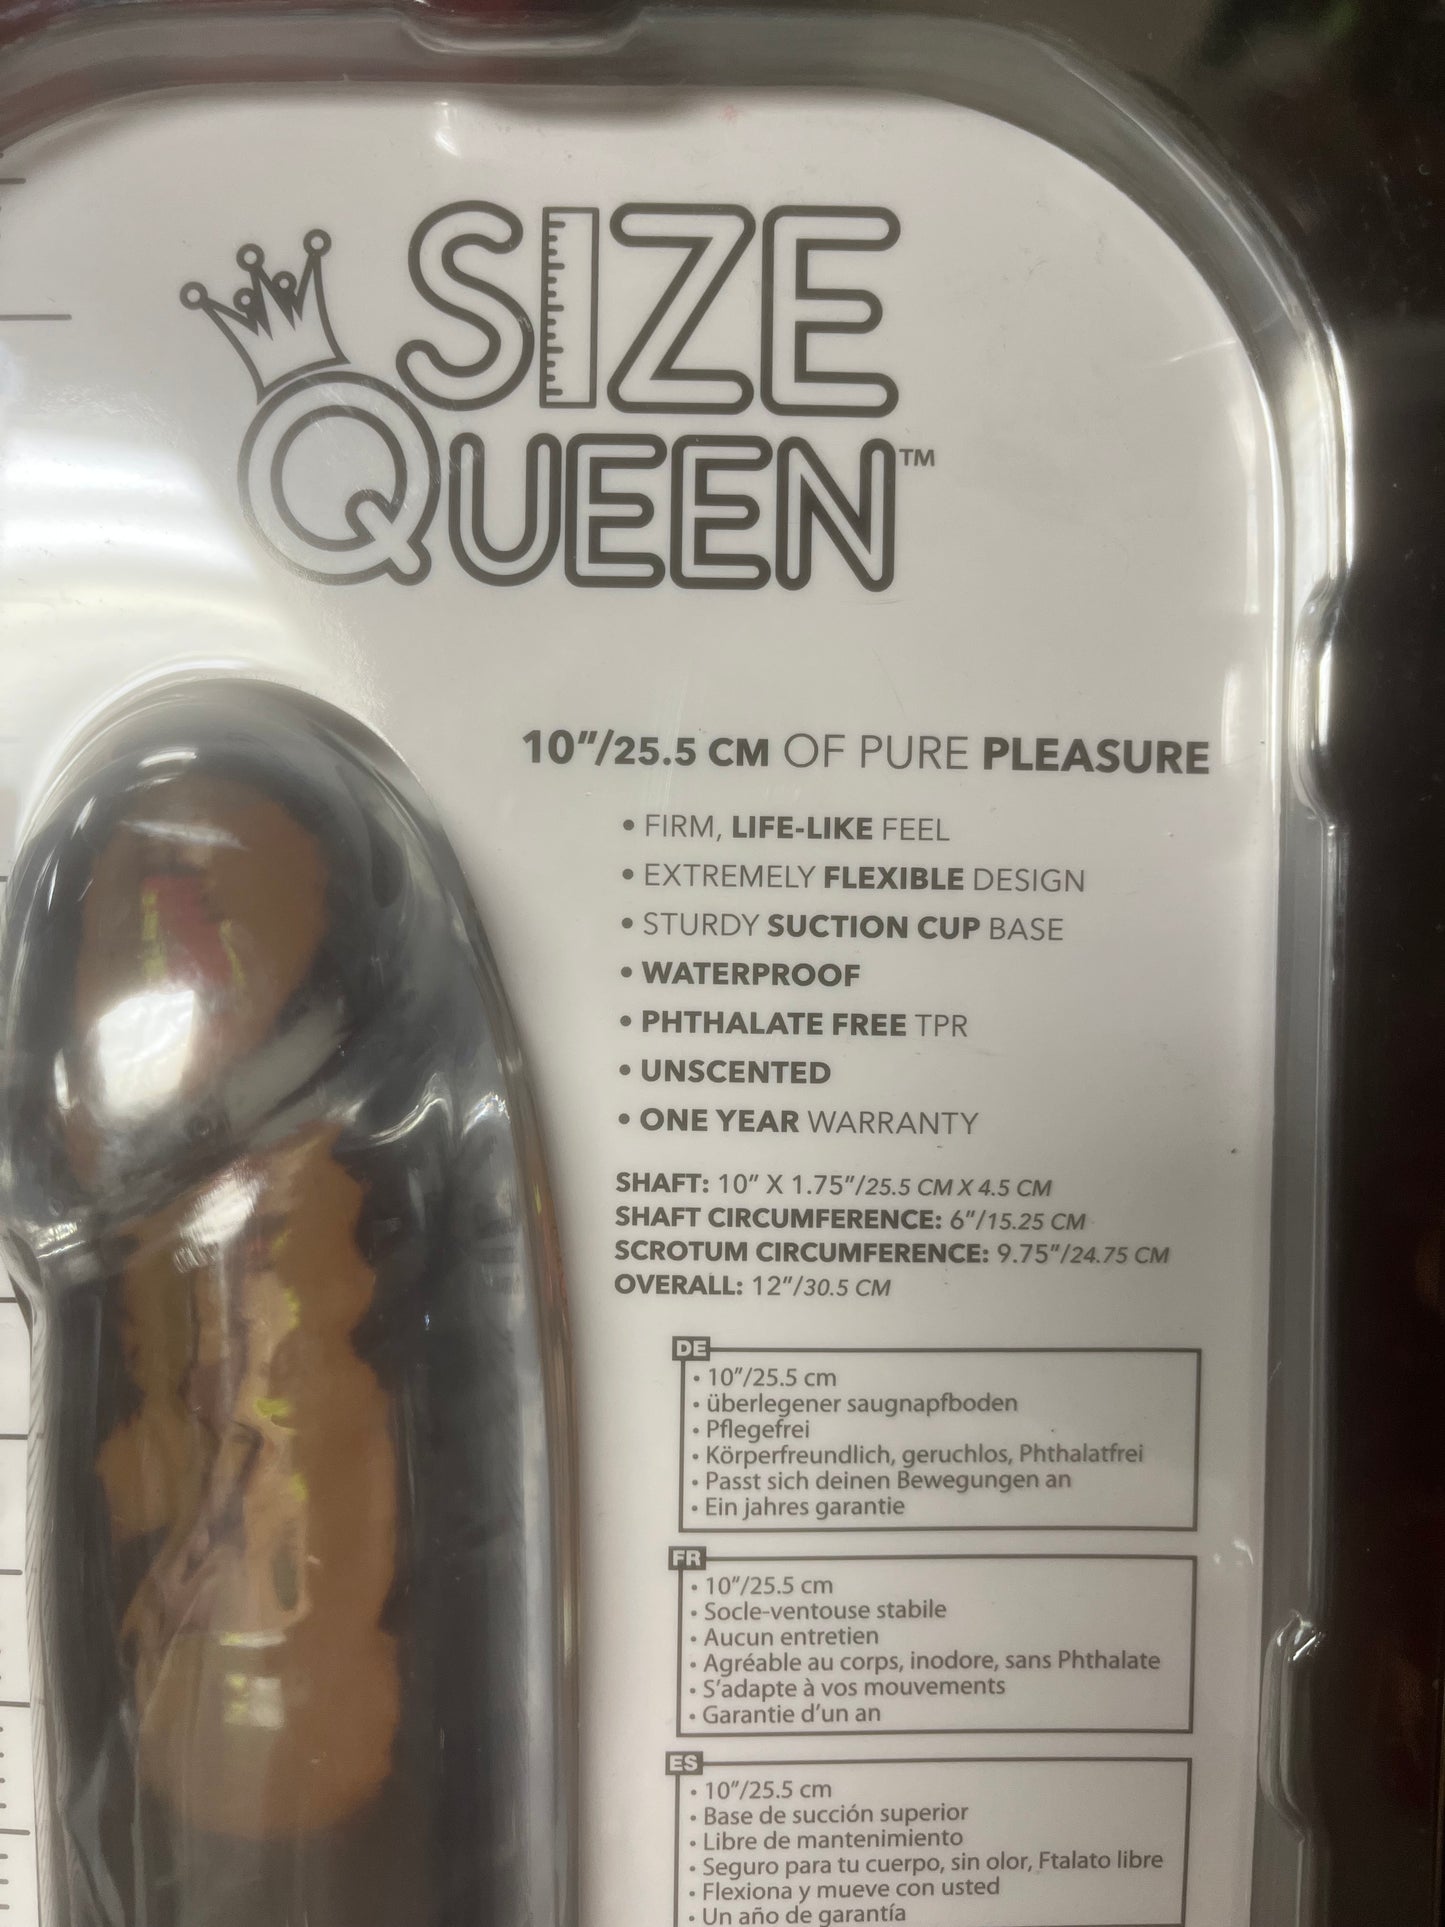 SIZE
QUEEN™
10"/25.5 CM OF PURE PLEASURE
• FIRM, LIFE-LIKE FEEL
• EXTREMELY FLEXIBLE DESIGN
• STURDY SUCTION CUP BASE
• WATERPROOF
• PHTHALATE FREE TPR
• UNSCENTED
• ONE YEAR WARRANTY
SHAFT: 10" X 1.75"/25.5 CM X 4.5 CM
SHAFT CIRCUMFERENCE: 6"/15.25 CM
SCROTUM CIRCUMFERENCE: 9.75"/24.75 CM
OVERALL: 12"/30.5 CM
DE
• 10"/25.5 cm
• überlegener saugnapfboden
• Pflegefrei
• Körperfreundlich, geruchlos, Phthalatfrei
• Passt sich deinen Bewegungen an
• Ein jahres garantie
FR
• 10"/25.5 cm
• Socle-ventouse stabile
• Aucun entretien
• Agréable au corps, inodore, sans Phthalate
• S'adapte à vos mouvements
• Garantie d'un an
ES
• 10"/25.5 cm
• Base de succión superior
• Libre de mantenimiento
• Seguro para tu cuerpo, sin olor, Ftalato libre
• Flexiona y mueve con usted
• Un año de garantía